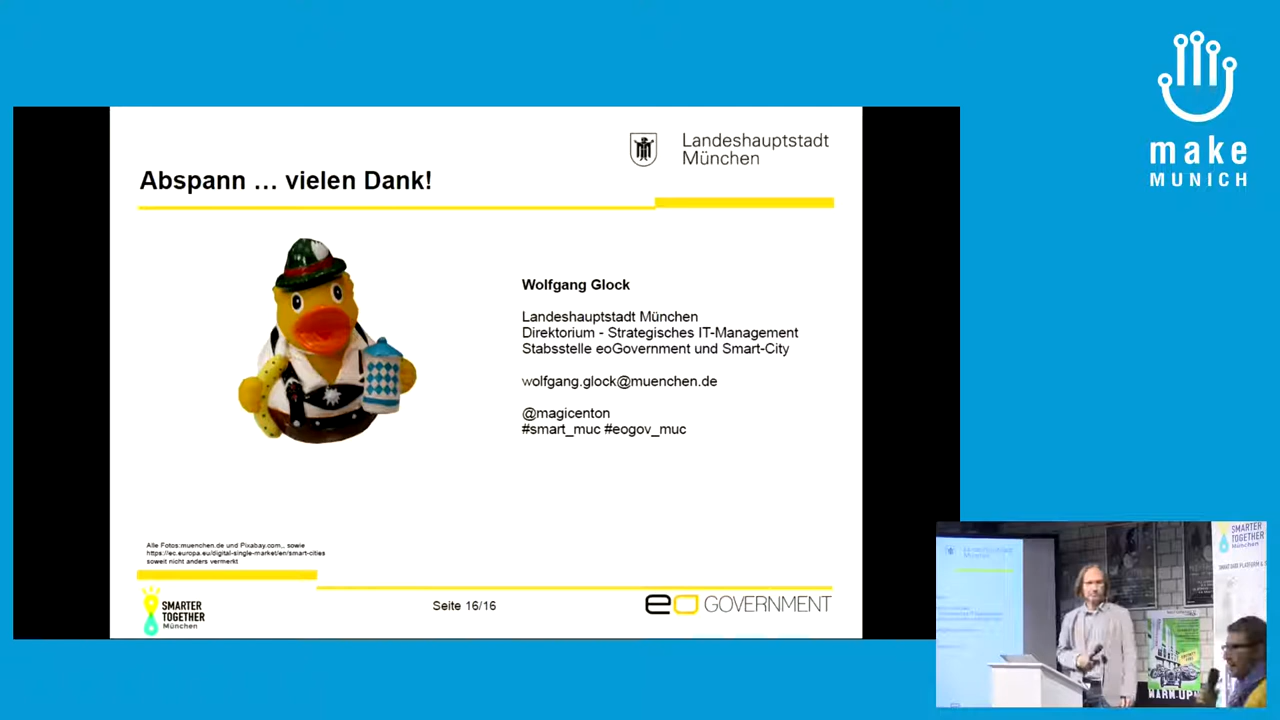 make
MUNICH
Landeshauptstadt
München
Abspann ... vielen Dank!
Wolfgang Glock
Landeshauptstadt München
Direktorium - Strategisches IT-Management
Stabsstelle eoGovernment und Smart-City
wolfgang.glock@muenchen.de
@magicenton
#smart_muc #eogov_muc
Alle Fotos:muenchen.de und Pixabay.com,, sowie
https://ec.europa.eu/digital-single-market/en/smart-cities
soweit nicht anders vermerkt
SMARTER
TOGETHER
München
Seite 16/16
eo GOVERNMENT
SMARTER
TOGETHER
München
WARM-UP